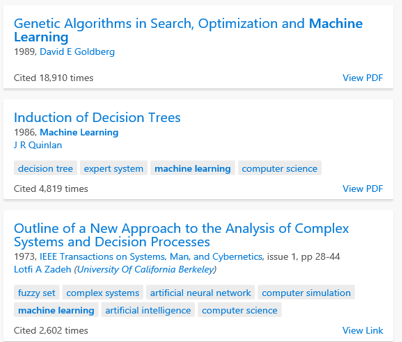 Genetic Algorithms in Search, Optimization and Machine
Learning
1989, David E Goldberg
Cited 18,910 times View PDF
Induction of Decision Trees
1986, Machine Learning
J R Quinlan
decision tree expert system machine learning computer science
Cited 4,819 times View PDF
Outline of a New Approach to the Analysis of Complex
Systems and Decision Processes
1973, IEEE Transactions on Systems, Man, and Cybernetics, issue 1, pp 28-44
Lotfi A Zadeh (University Of California Berkeley)
fuzzy set complex systems artificial neural network computer simulation
machine learning artificial intelligence computer science
Cited 2,602 times View Link